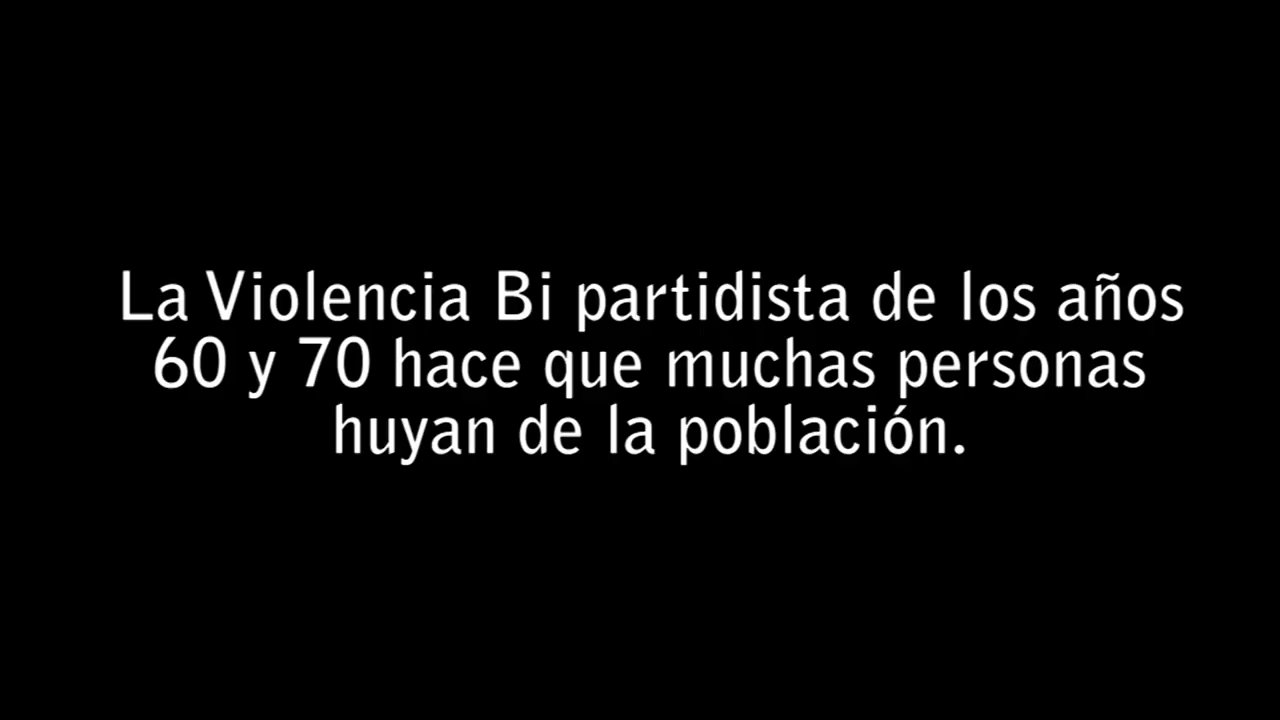 La Violencia Bi partidista de los años
60 y 70 hace que muchas personas
huyan de la población.